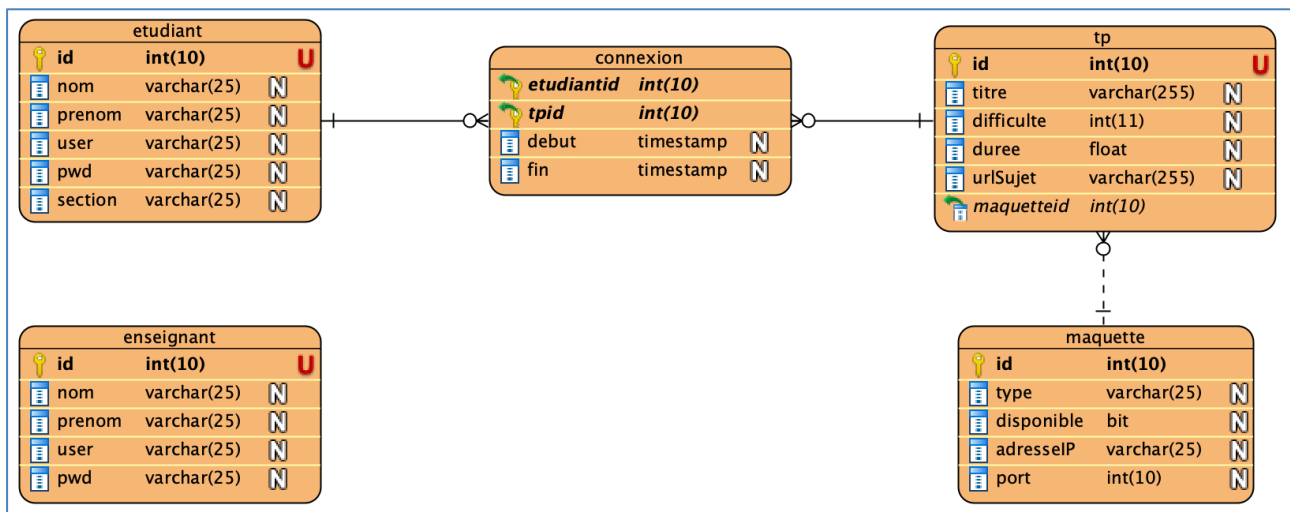 etudiant
id int(10) U
nom varchar(25) N
prenom varchar(25) N
user varchar(25) N
pwd varchar(25) N
section varchar(25) N
connexion
etudiantid int(10)
tpid int(10)
debut timestamp N
fin timestamp N
tp
id int(10) U
titre varchar(255) N
difficulte int(11) N
duree float N
urlSujet varchar(255) N
maquetteid int(10)
enseignant
id int(10) U
nom varchar(25) N
prenom varchar(25) N
user varchar(25) N
pwd varchar(25) N
maquette
id int(10)
type varchar(25) N
disponible bit N
adresseIP varchar(25) N
port int(10) N